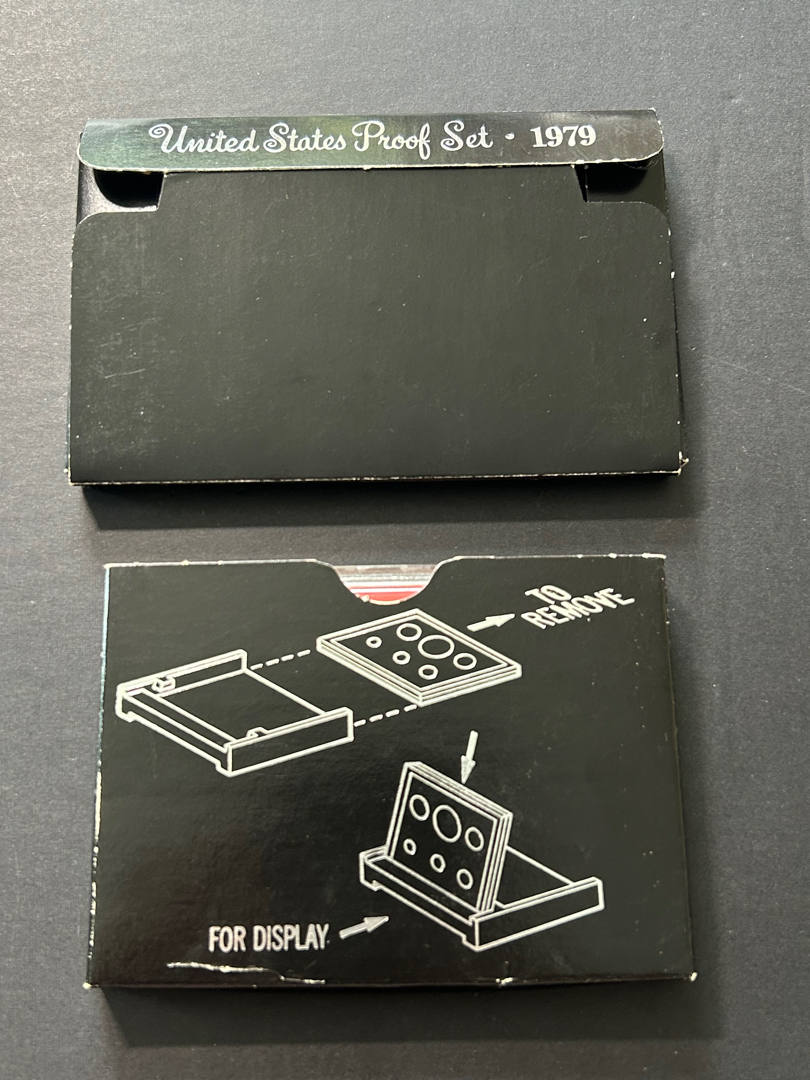 United States Proof Set · 1979
TO
REMOVE
FOR DISPLAY